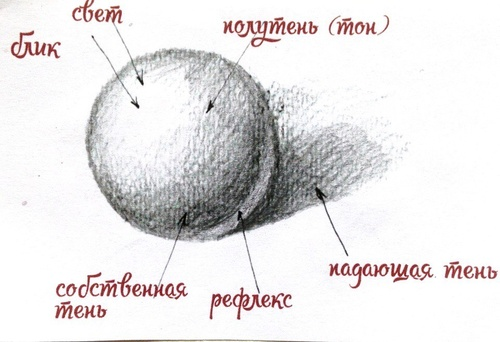 свет
полутень (тон)
блик
собственная
тень
рефлекс
падающая тень